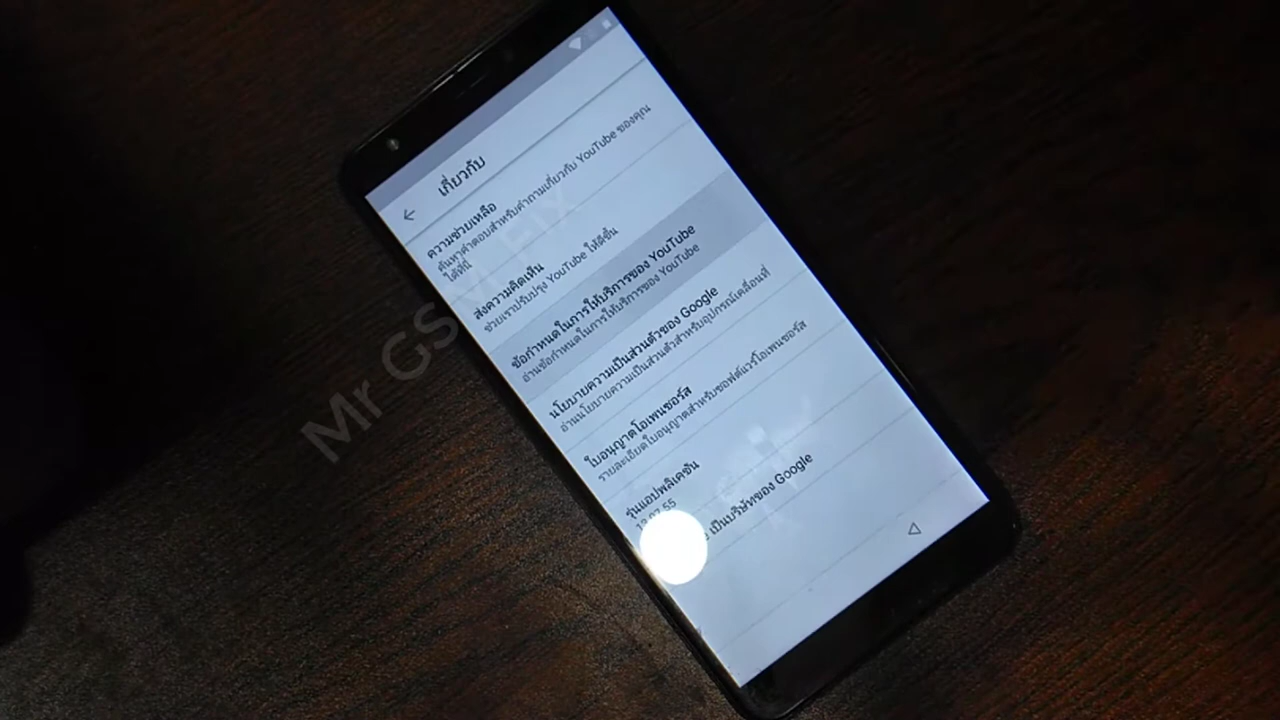 เกี่ยวกับ
ความช่วยเหลือ
ค้นหาคำตอบสำหรับคำถามเกี่ยวกับ YouTube ของคุณ
ได้ที่นี่
ส่งความคิดเห็น
ช่วยเราปรับปรุง YouTube ให้ดีขึ้น
ข้อกำหนดในการให้บริการของ YouTube
อ่านข้อกำหนดในการให้บริการของ YouTube
นโยบายความเป็นส่วนตัวของ Google
อ่านนโยบายความเป็นส่วนตัวสำหรับอุปกรณ์เคลื่อนที่
ใบอนุญาตโอเพนซอร์ส
รายละเอียดใบอนุญาตสำหรับซอฟต์แวร์โอเพนซอร์ส
รุ่นแอปพลิเคชัน
เป็นบริษัทของ Google
Mr GSM FIX